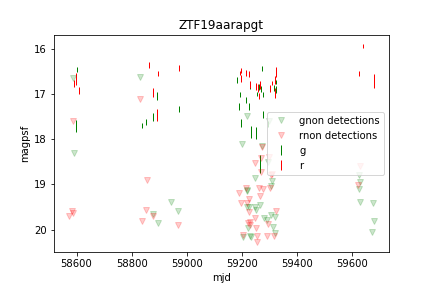 ZTF19aarapgt
16
17
18
19
20
magpsf
gnon detections
rnon detections
g
r
58600
58800
59000
59200
59400
59600
mjd